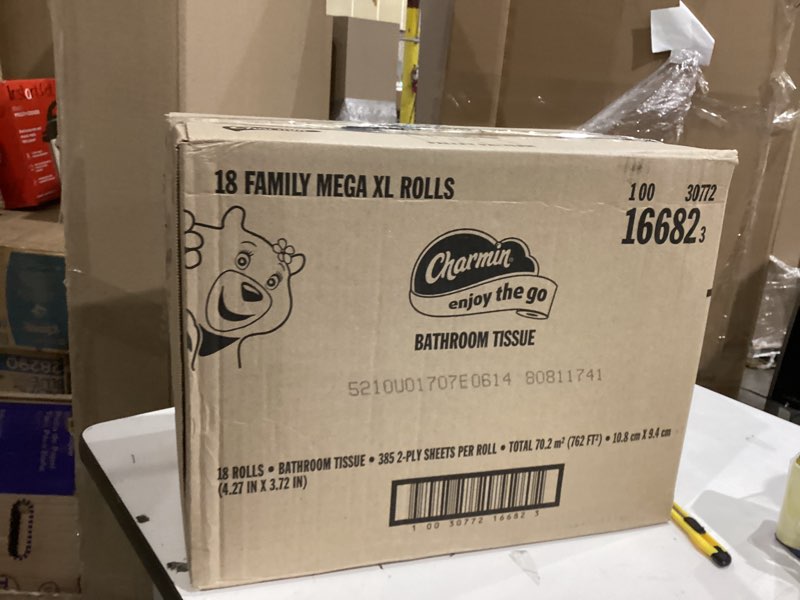 18 FAMILY MEGA XL ROLLS
1 00 30772
16682 3
Charmin
enjoy the go
BATHROOM TISSUE
5210U01707E0614 80811741
18 ROLLS • BATHROOM TISSUE • 385 2-PLY SHEETS PER ROLL • TOTAL 70.2 m² (762 FT²) • 10.8 cm X 9.4 cm
(4.27 IN X 3.72 IN)
1 00 30772 16682 3